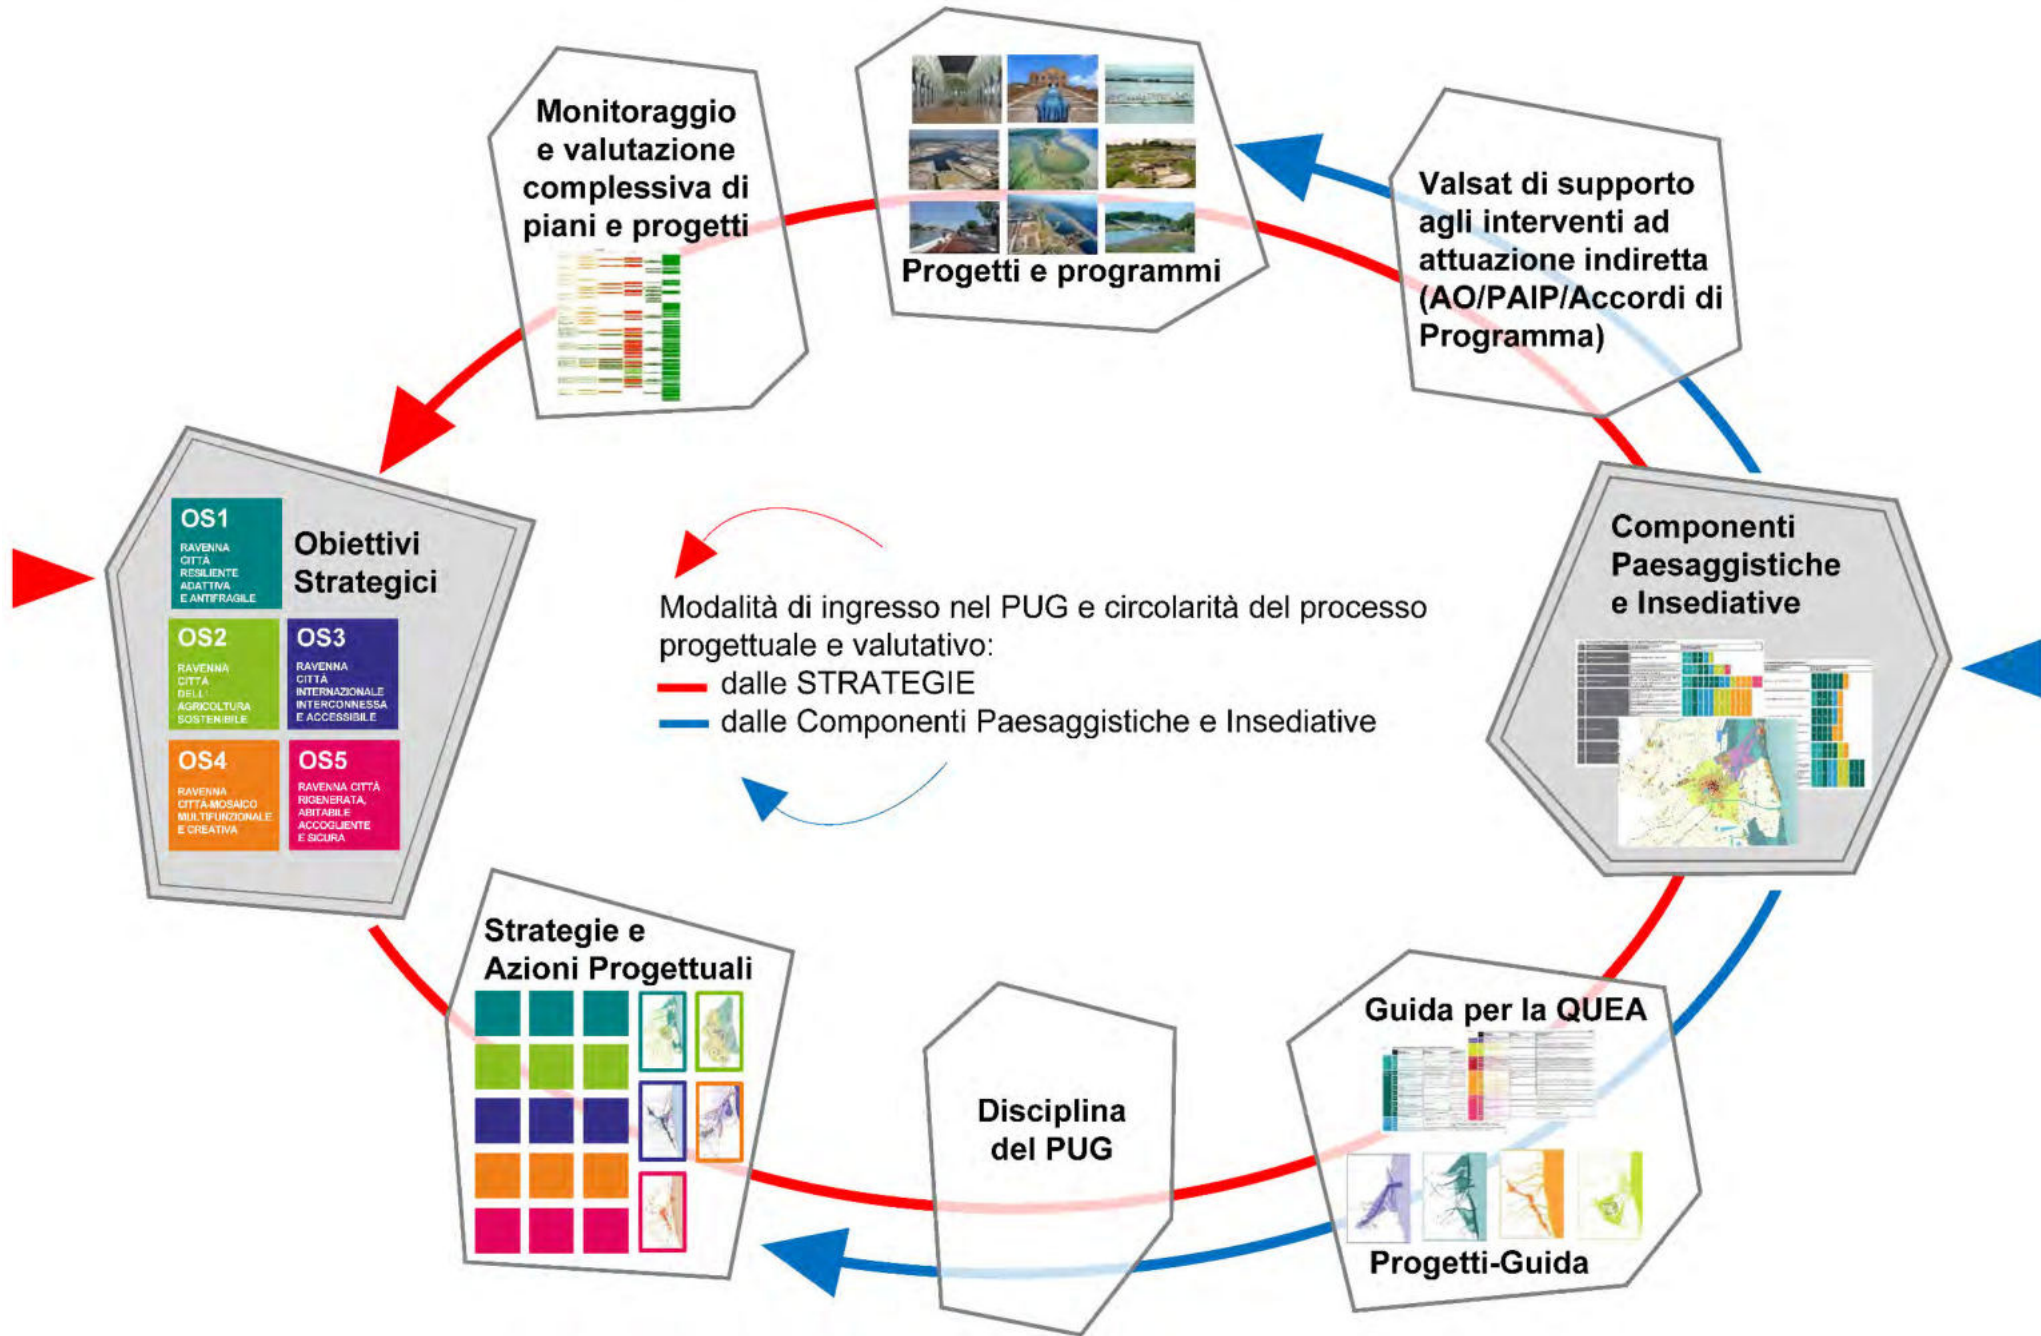 Monitoraggio
e valutazione
complessiva di
piani e progetti
Progetti e programmi
Valsat di supporto
agli interventi ad
attuazione indiretta
(AO/PAIP/Accordi di
Programma)
OS1
RAVENNA
CITTÀ
RESILIENTE
ADATTIVA
E ANTIFRAGILE
Obiettivi
Strategici
OS2
RAVENNA
CITTÀ
DELL'
AGRICOLTURA
SOSTENIBILE
OS3
RAVENNA
CITTÀ
INTERNAZIONALE
INTERCONNESSA
E ACCESSIBILE
OS4
RAVENNA
CITTÀ-MOSAICO
MULTIFUNZIONALE
E CREATIVA
OS5
RAVENNA CITTÀ
RIGENERATA,
ABITABILE
ACCOGLIENTE
E SICURA
Modalità di ingresso nel PUG e circolarità del processo
progettuale e valutativo:
dalle STRATEGIE
dalle Componenti Paesaggistiche e Insediative
Componenti
Paesaggistiche
e Insediative
Strategie e
Azioni Progettuali
Disciplina
del PUG
Guida per la QUEA
Progetti-Guida